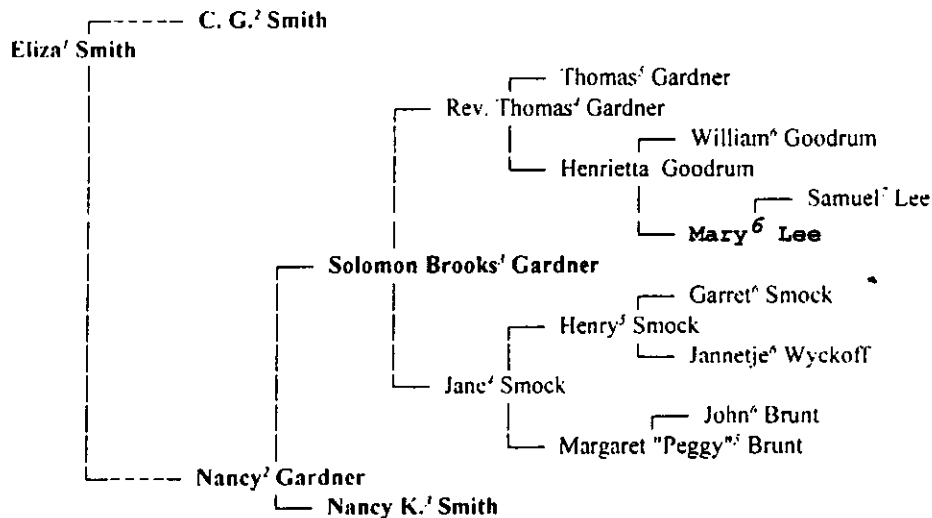 C. G.² Smith
Eliza¹ Smith
Thomas⁵ Gardner
Rev. Thomas⁴ Gardner
William⁶ Goodrum
Henrietta Goodrum
Samuel⁷ Lee
Mary⁶ Lee
Solomon Brooks³ Gardner
Garret⁶ Smock
Henry⁵ Smock
Jannetje⁶ Wyckoff
Jane⁴ Smock
John⁶ Brunt
Margaret "Peggy"⁵ Brunt
Nancy² Gardner
Nancy K.³ Smith